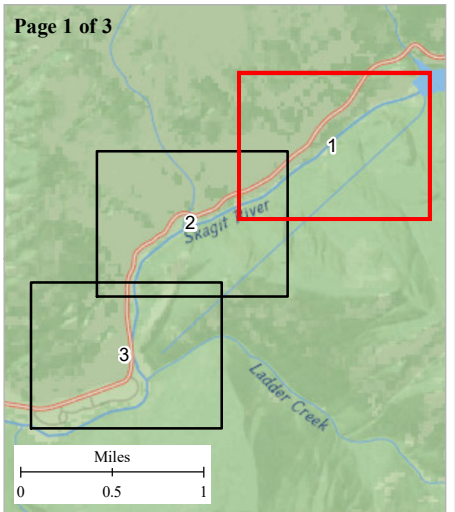 Page 1 of 3
1
2
Skagit River
3
Ladder Creek
Miles
0 0.5 1